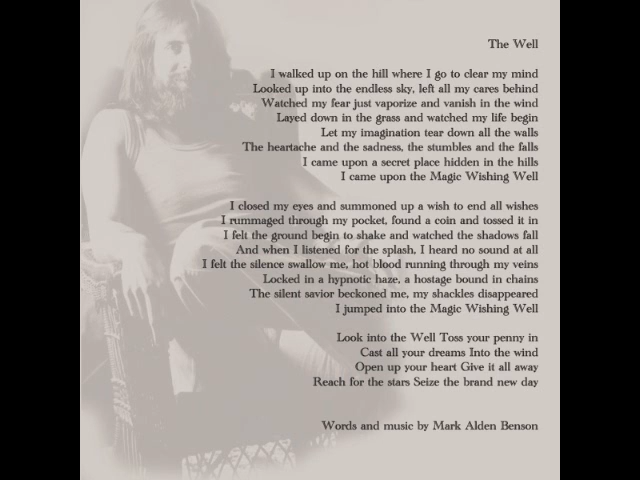 The Well
I walked up on the hill where I go to clear my mind
Looked up into the endless sky, left all my cares behind
Watched my fear just vaporize and vanish in the wind
Layed down in the grass and watched my life begin
Let my imagination tear down all the walls
The heartache and the sadness, the stumbles and the falls
I came upon a secret place hidden in the hills
I came upon the Magic Wishing Well
I closed my eyes and summoned up a wish to end all wishes
I rummaged through my pocket, found a coin and tossed it in
I felt the ground begin to shake and watched the shadows fall
And when I listened for the splash, I heard no sound at all
I felt the silence swallow me, hot blood running through my veins
Locked in a hypnotic haze, a hostage bound in chains
The silent savior beckoned me, my shackles disappeared
I jumped into the Magic Wishing Well
Look into the Well Toss your penny in
Cast all your dreams Into the wind
Open up your heart Give it all away
Reach for the stars Seize the brand new day
Words and music by Mark Alden Benson